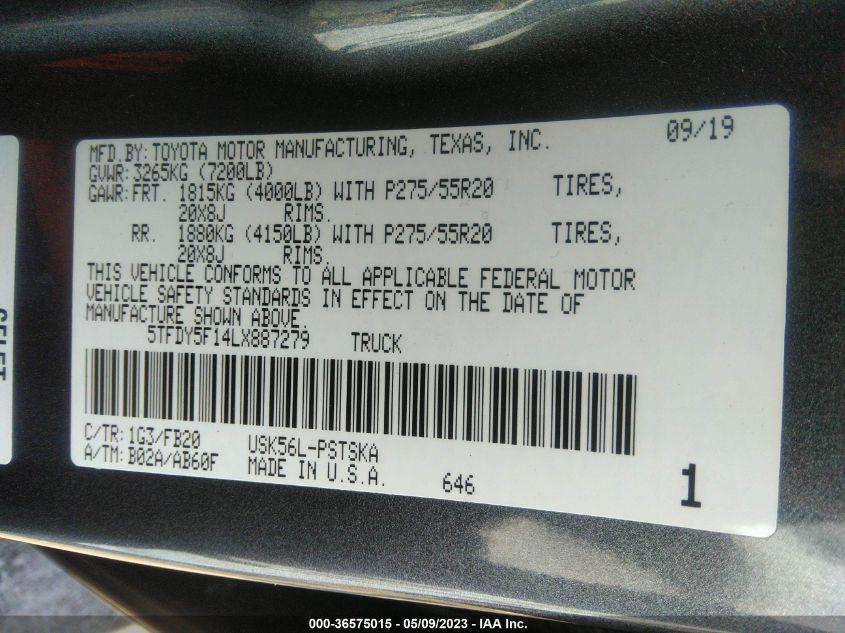 MFD.BY:TOYOTA MOTOR MANUFACTURING, TEXAS, INC. 09/19
GVWR:3265KG (7200LB)
GAWR:FRT. 1815KG (4000LB) WITH P275/55R20 TIRES,
20X8J RIMS.
RR. 1880KG (4150LB) WITH P275/55R20 TIRES,
20X8J RIMS.
THIS VEHICLE CONFORMS TO ALL APPLICABLE FEDERAL MOTOR
VEHICLE SAFETY STANDARDS IN EFFECT ON THE DATE OF
MANUFACTURE SHOWN ABOVE.
5TFDY5F14LX887279 TRUCK
C/TR:1G3/FB20 USK56L-PSTSKA
A/TM:B02A/AB60F MADE IN U.S.A. 646 1
000-36575015 - 05/09/2023 - IAA Inc.